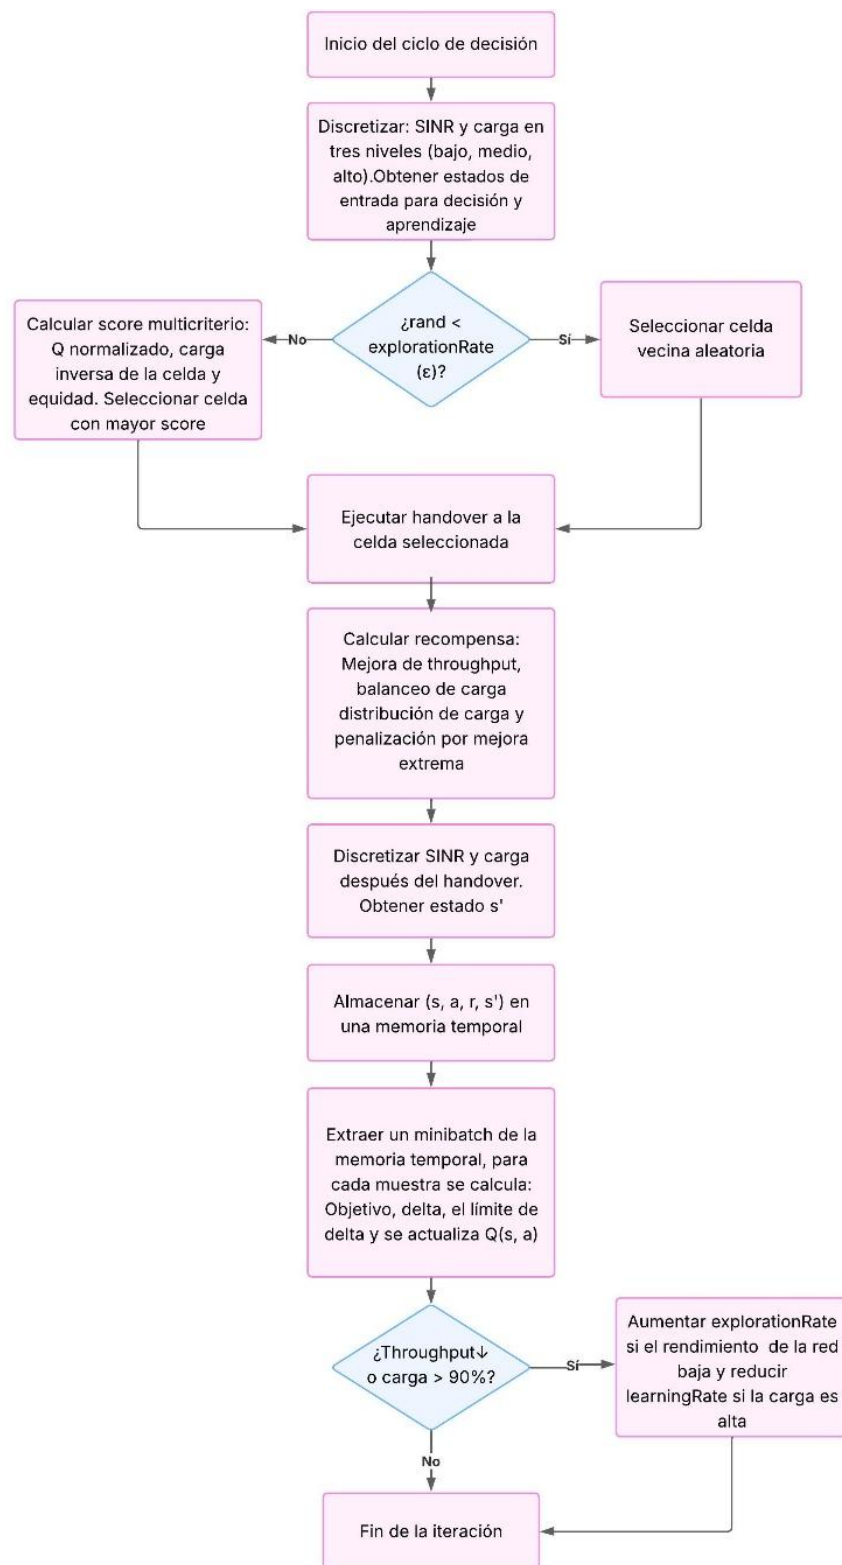 Inicio del ciclo de decisión
Discretizar: SINR y carga en
tres niveles (bajo, medio,
alto).Obtener estados de
entrada para decisión y
aprendizaje
¿rand <
explorationRate
(ε)?
No
Sí
Calcular score multicriterio:
Q normalizado, carga
inversa de la celda y
equidad. Seleccionar celda
con mayor score
Seleccionar celda
vecina aleatoria
Ejecutar handover a la
celda seleccionada
Calcular recompensa:
Mejora de throughput,
balanceo de carga
distribución de carga y
penalización por mejora
extrema
Discretizar SINR y carga
después del handover.
Obtener estado s'
Almacenar (s, a, r, s') en
una memoria temporal
Extraer un minibatch de la
memoria temporal, para
cada muestra se calcula:
Objetivo, delta, el límite de
delta y se actualiza Q(s, a)
¿Throughput↓
o carga > 90%?
Sí
Aumentar explorationRate
si el rendimiento  de la red
baja y reducir
learningRate si la carga es
alta
No
Fin de la iteración